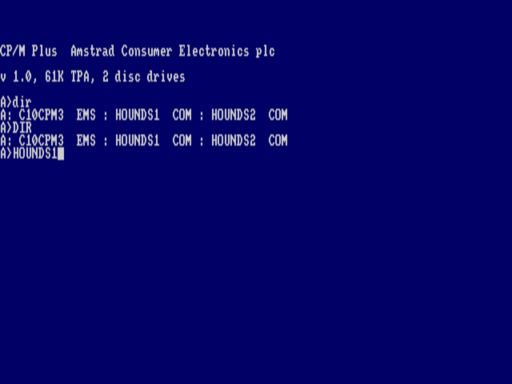 CP/M Plus  Amstrad Consumer Electronics plc
v 1.0, 61K TPA, 2 disc drives
A>dir
A: C10CPM3  EMS : HOUNDS1  COM : HOUNDS2  COM
A>DIR
A: C10CPM3  EMS : HOUNDS1  COM : HOUNDS2  COM
A>HOUNDS1